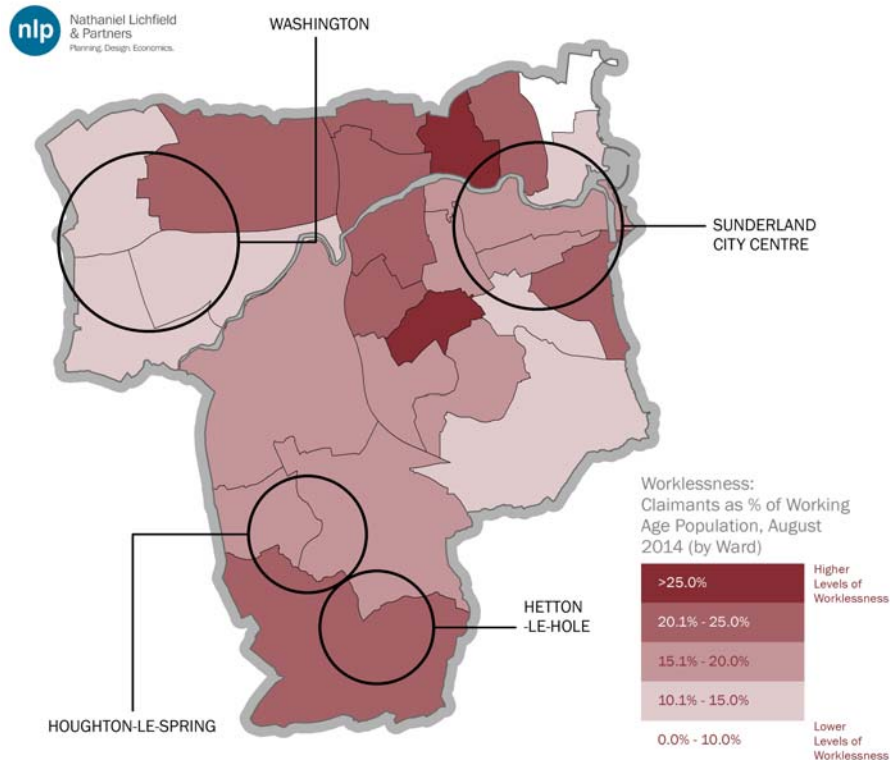 nlp
Nathaniel Lichfield
& Partners
Planning. Design. Economics.
WASHINGTON
SUNDERLAND
CITY CENTRE
HETTON
-LE-HOLE
HOUGHTON-LE-SPRING
Worklessness:
Claimants as % of Working
Age Population, August
2014 (by Ward)
>25.0%
Higher
Levels of
Worklessness
20.1% - 25.0%
15.1% - 20.0%
10.1% - 15.0%
0.0% - 10.0%
Lower
Levels of
Worklessness